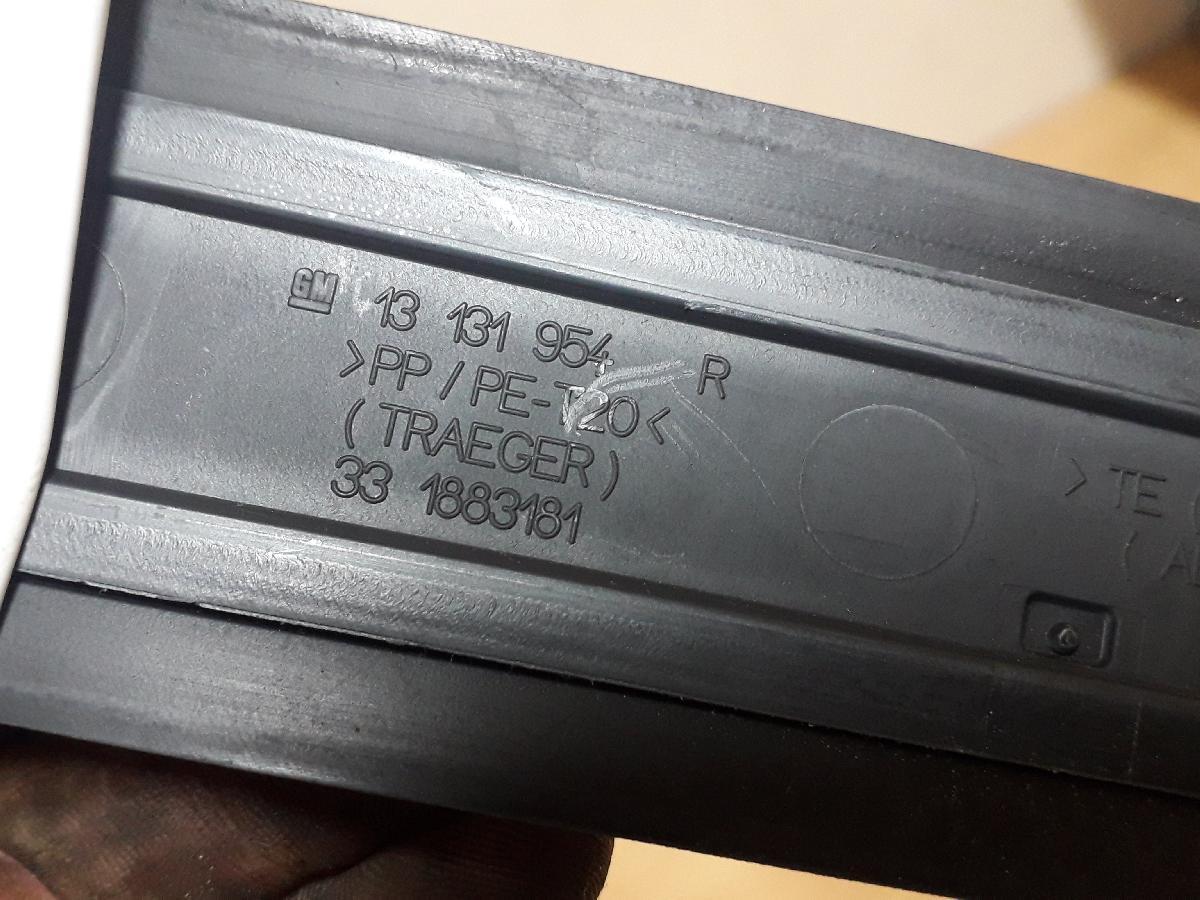 GM 13 131 954 R
>PP / PE-T20<
(TRAEGER)
33 1883181
> TE